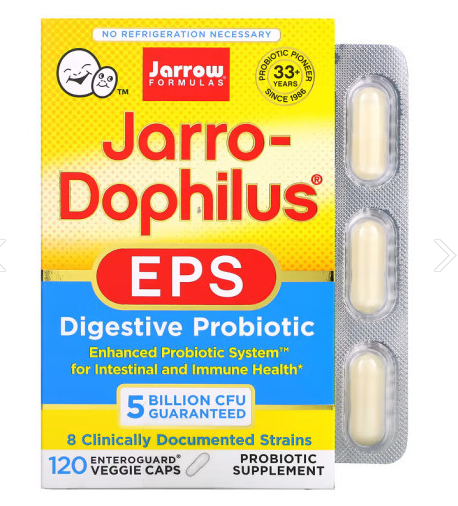 NO REFRIGERATION NECESSARY
TM
Jarrow
FORMULAS®
PROBIOTIC PIONEER
33+
YEARS
SINCE 1986
Jarro-
Dophilus®
EPS
Digestive Probiotic
Enhanced Probiotic System™
for Intestinal and Immune Health*
5 BILLION CFU
GUARANTEED
8 Clinically Documented Strains
120 ENTEROGUARD®
VEGGIE CAPS
PROBIOTIC
SUPPLEMENT